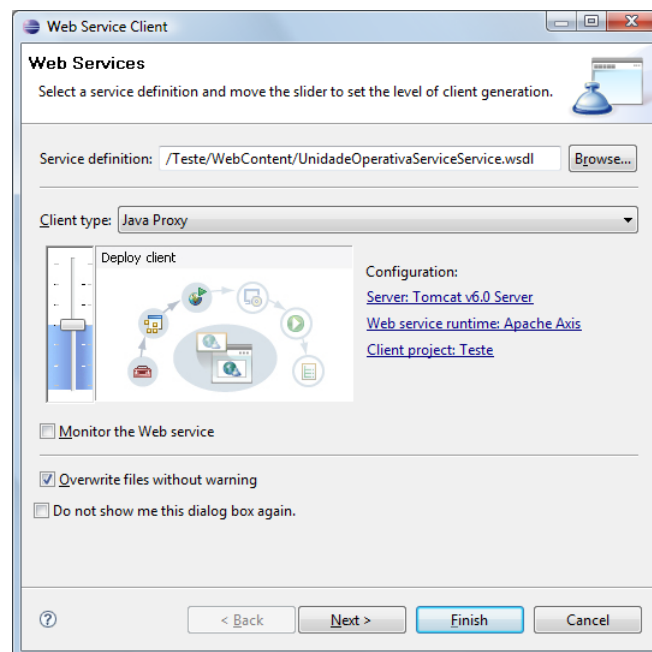 Web Service Client
Web Services
Select a service definition and move the slider to set the level of client generation.
Service definition: /Teste/WebContent/UnidadeOperativaServiceService.wsdl Browse...
Client type: Java Proxy
Deploy client
Configuration:
Server: Tomcat v6.0 Server
Web service runtime: Apache Axis
Client project: Teste
Monitor the Web service
Overwrite files without warning
Do not show me this dialog box again.
? < Back Next > Finish Cancel